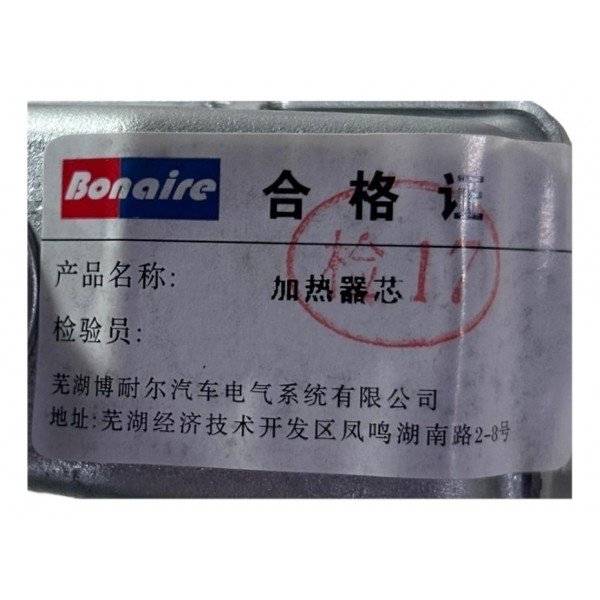 Bonaire 合格证
产品名称: 加热器芯
检17
检验员:
芜湖博耐尔汽车电气系统有限公司
地址:芜湖经济技术开发区凤鸣湖南路2-8号